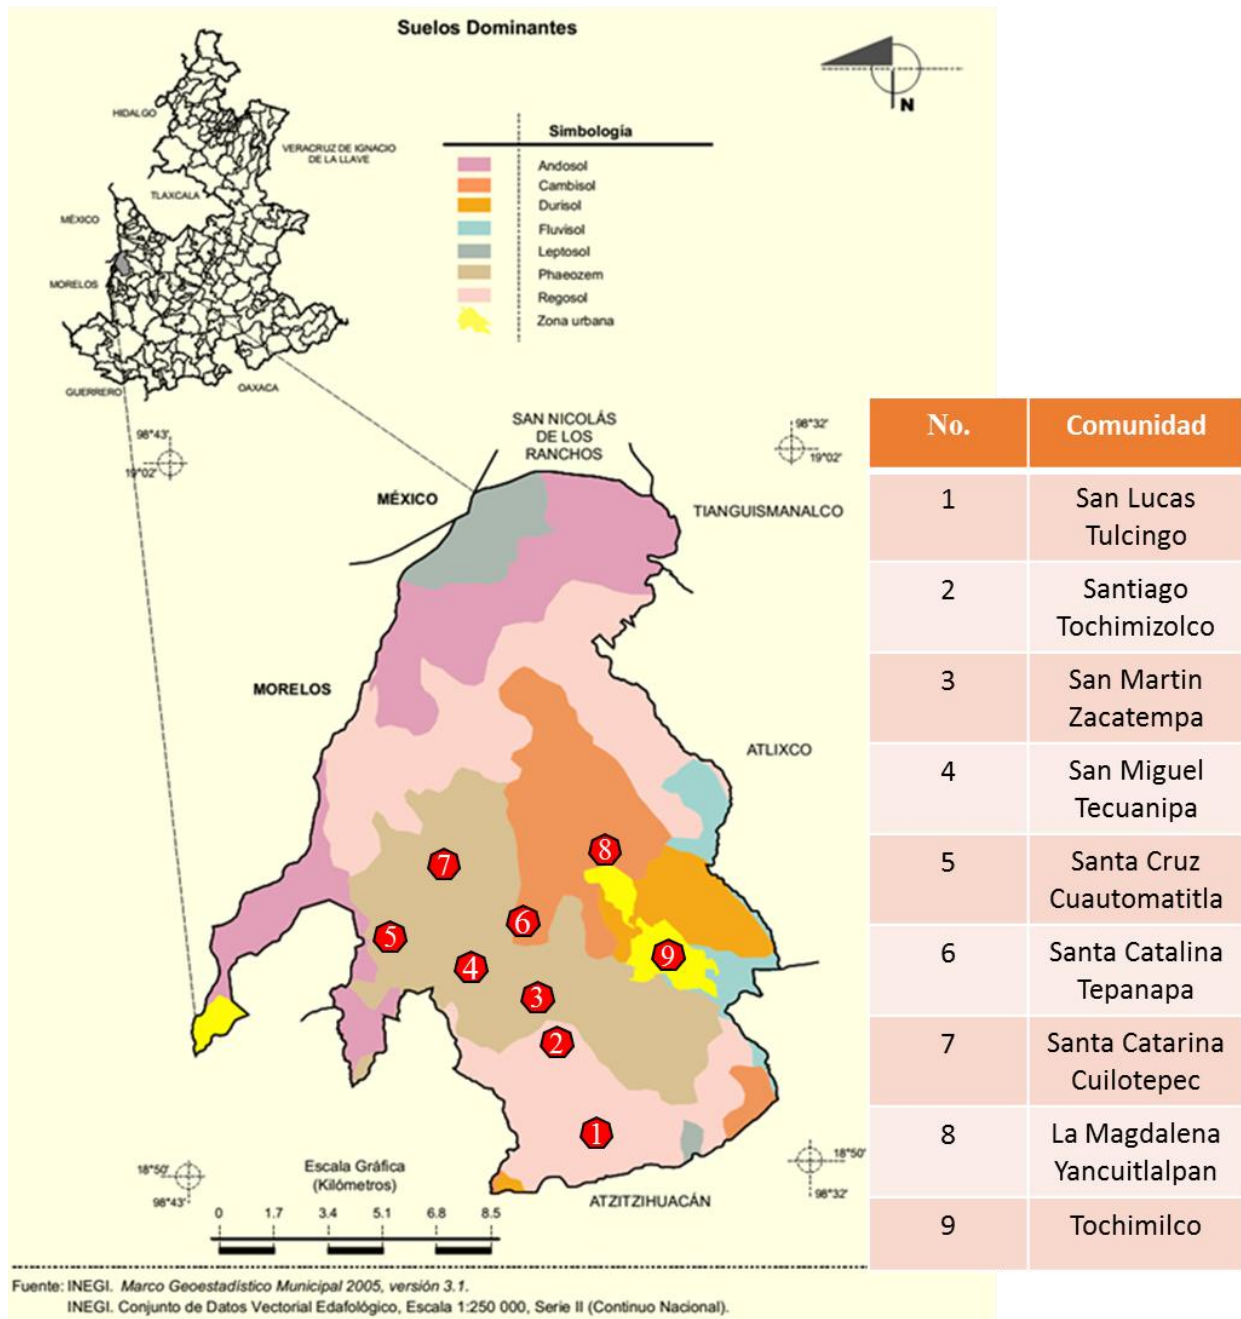 Suelos Dominantes
N
HIDALGO
VERACRUZ DE IGNACIO
DE LA LLAVE
TLAXCALA
MÉXICO
MORELOS
GUERRERO
OAXACA
Simbología
Andosol
Cambisol
Durisol
Fluvisol
Leptosol
Phaeozem
Regosol
Zona urbana
98°43'
19°02'
SAN NICOLÁS
DE LOS
RANCHOS
98°32'
19°02'
MÉXICO
TIANGUISMANALCO
MORELOS
ATLIXCO
8
7
6
5
9
4
3
2
1
18°50'
98°43'
Escala Gráfica
(Kilómetros)
0 1.7 3.4 5.1 6.8 8.5
ATZITZIHUACÁN
18°50'
98°32'
No. Comunidad
1 San Lucas
Tulcingo
2 Santiago
Tochimizolco
3 San Martin
Zacatempa
4 San Miguel
Tecuanipa
5 Santa Cruz
Cuautomatitla
6 Santa Catalina
Tepanapa
7 Santa Catarina
Cuilotepec
8 La Magdalena
Yancuitlalpan
9 Tochimilco
Fuente: INEGI. Marco Geoestadístico Municipal 2005, versión 3.1.
INEGI. Conjunto de Datos Vectorial Edafológico, Escala 1:250 000, Serie II (Continuo Nacional).